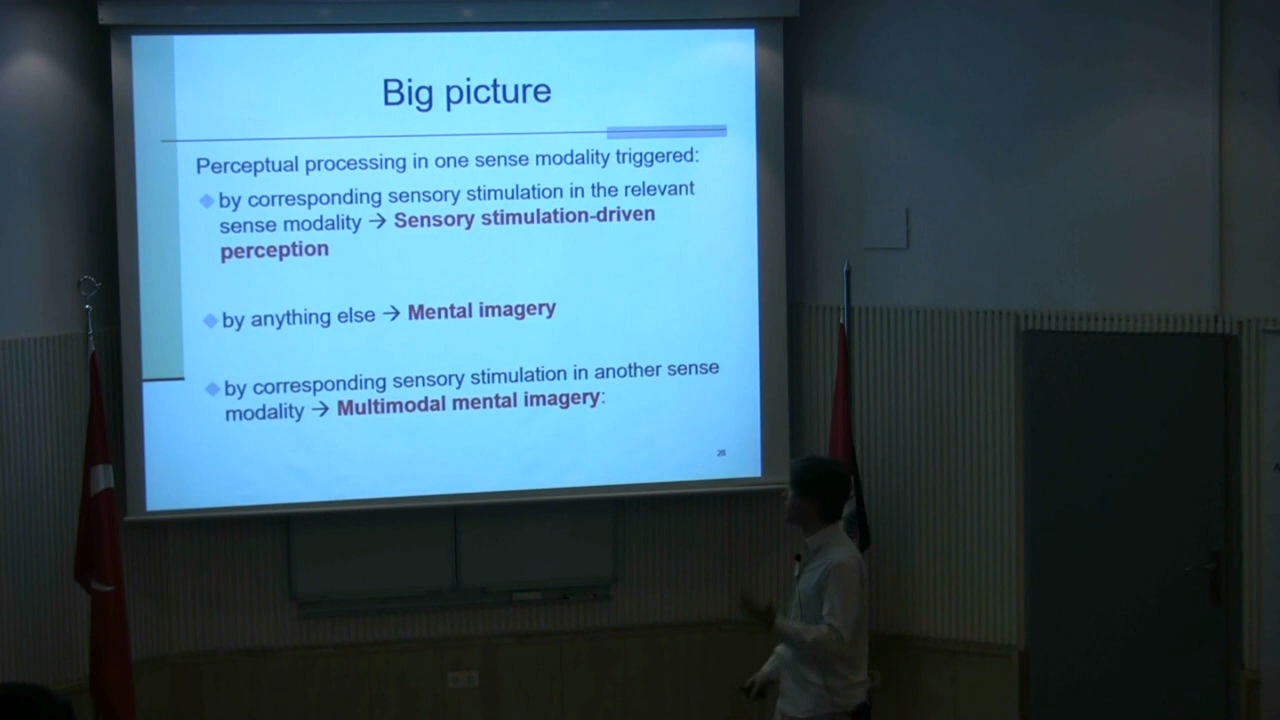 Big picture
Perceptual processing in one sense modality triggered:
by corresponding sensory stimulation in the relevant
sense modality → Sensory stimulation-driven
perception
by anything else → Mental imagery
by corresponding sensory stimulation in another sense
modality → Multimodal mental imagery:
28